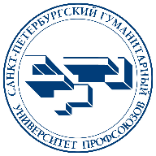 САНКТ-ПЕТЕРБУРГСКИЙ ГУМАНИТАРНЫЙ
УНИВЕРСИТЕТ ПРОФСОЮЗОВ